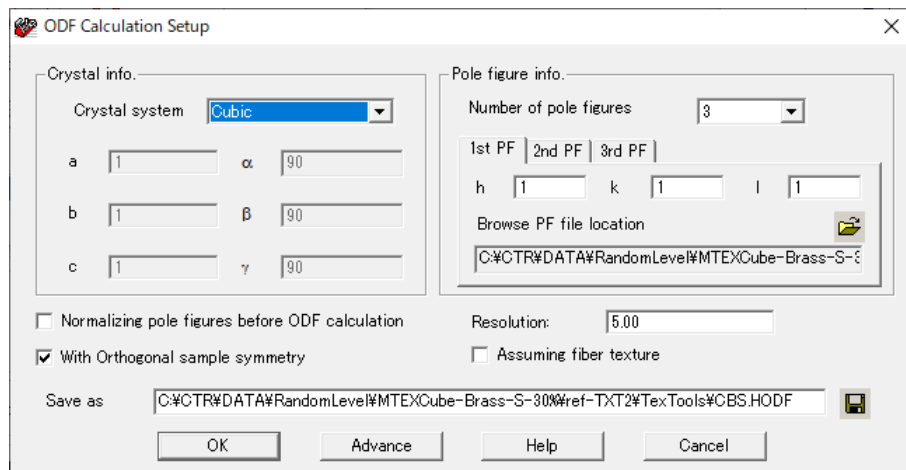 ODF Calculation Setup
Crystal info.
Crystal system Cubic
a 1 α 90
b 1 β 90
c 1 γ 90
Pole figure info.
Number of pole figures 3
1st PF 2nd PF 3rd PF
h 1 k 1 l 1
Browse PF file location
C:¥CTR¥DATA¥RandomLevel¥MTEXCube-Brass-S-3
Normalizing pole figures before ODF calculation
With Orthogonal sample symmetry
Resolution: 5.00
Assuming fiber texture
Save as C:¥CTR¥DATA¥RandomLevel¥MTEXCube-Brass-S-30%¥ref-TXT2¥TexTools¥CBS.HODF
OK Advance Help Cancel